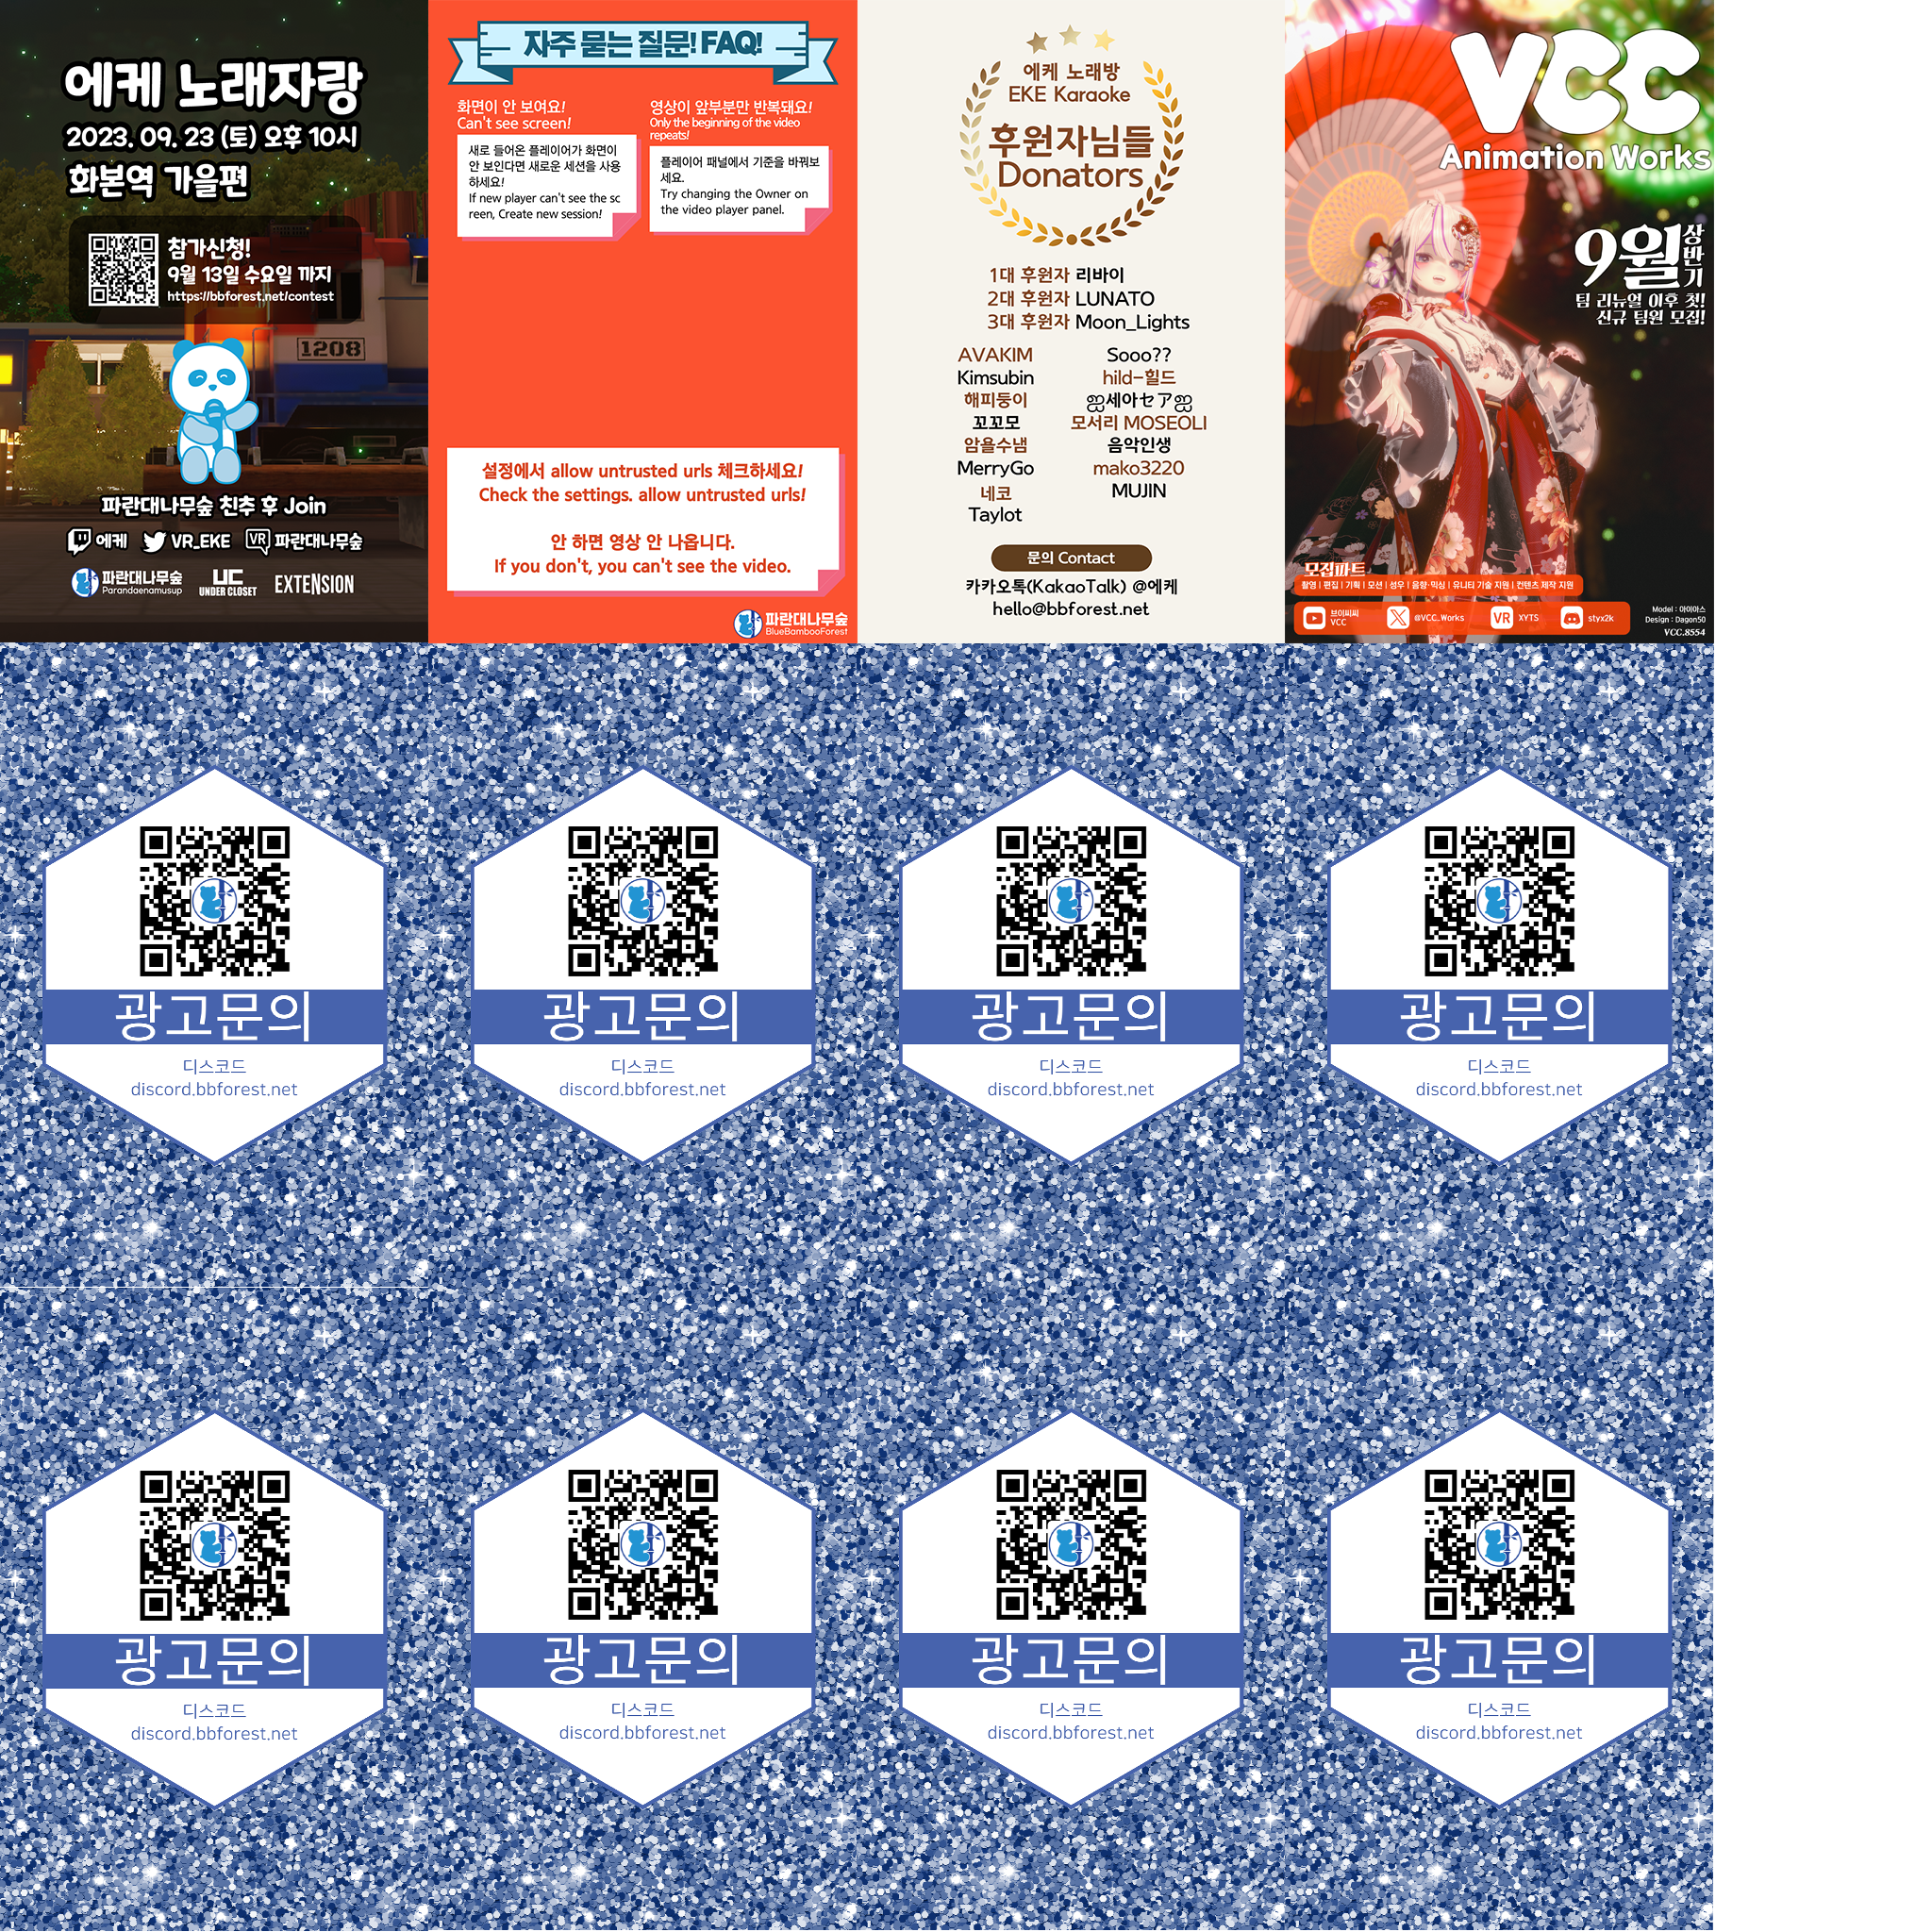 에케 노래자랑
2023. 09. 23 (토) 오후 10시
화본역 가을편
참가신청!
9월 13일 수요일 까지
https://bbforest.net/contest
1208
파란대나무숲 친추 후 Join
에케 VR_EKE VR 파란대나무숲
파란대나무숲
Parandaenamusup
UC
UNDER CLOSET
EXTENSION
자주 묻는 질문! FAQ!
화면이 안 보여요!
Can't see screen!
새로 들어온 플레이어가 화면이
안 보인다면 새로운 세션을 사용
하세요!
If new player can't see the sc
reen, Create new session!
영상이 앞부분만 반복돼요!
Only the beginning of the video
repeats!
플레이어 패널에서 기준을 바꿔보
세요.
Try changing the Owner on
the video player panel.
설정에서 allow untrusted urls 체크하세요!
Check the settings. allow untrusted urls!
안 하면 영상 안 나옵니다.
If you don't, you can't see the video.
파란대나무숲
BlueBambooForest
에케 노래방
EKE Karaoke
후원자님들
Donators
1대 후원자 리바이
2대 후원자 LUNATO
3대 후원자 Moon_Lights
AVAKIM
Kimsubin
해피둥이
꼬꼬모
암욜수냄
MerryGo
네코
Taylot
Sooo??
hild-힐드
ஐ세아セアஐ
모서리 MOSEOLI
음악인생
mako3220
MUJIN
문의 Contact
카카오톡(KakaoTalk) @에케
hello@bbforest.net
VCC
Animation Works
9월 상반기
팀 리뉴얼 이후 첫!
신규 팀원 모집!
모집파트
촬영 | 편집 | 기획 | 모션 | 성우 | 음향·믹싱 | 유니티 기술 지원 | 컨텐츠 제작 지원
브이씨씨
VCC
@VCC_Works
VR XYTS
styx2k
Model : 아이아스
Design : Dagon50
VCC.8554
광고문의
디스코드
discord.bbforest.net
광고문의
디스코드
discord.bbforest.net
광고문의
디스코드
discord.bbforest.net
광고문의
디스코드
discord.bbforest.net
광고문의
디스코드
discord.bbforest.net
광고문의
디스코드
discord.bbforest.net
광고문의
디스코드
discord.bbforest.net
광고문의
디스코드
discord.bbforest.net